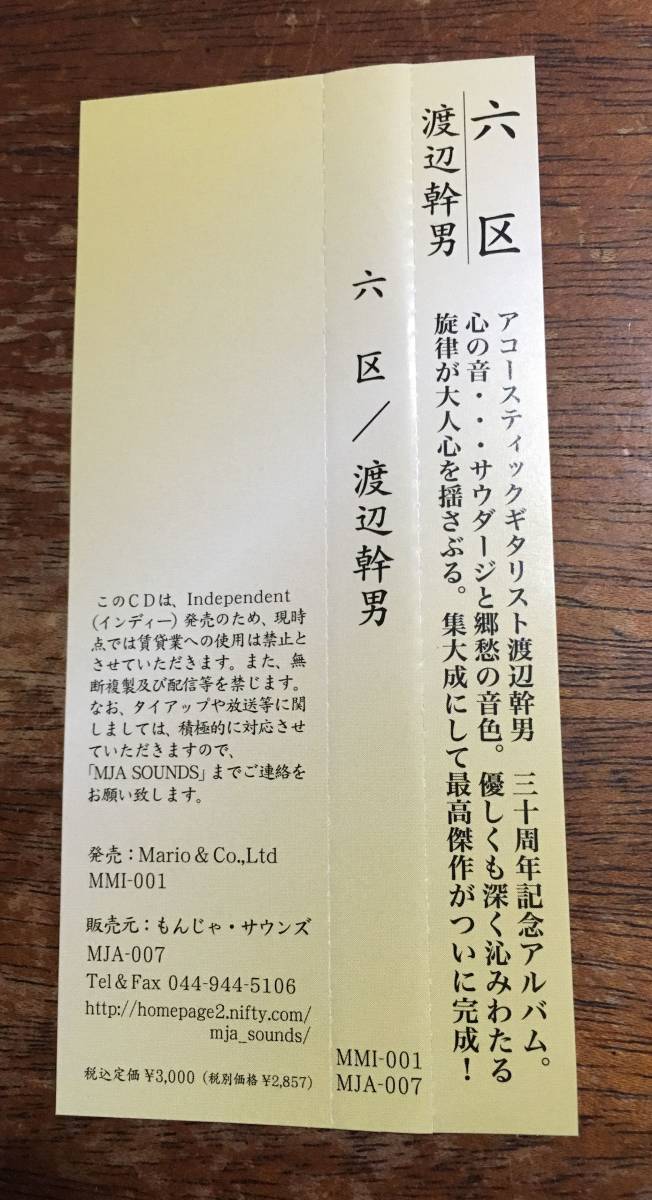 六区
渡辺幹男
アコースティックギタリスト渡辺幹男 三十周年記念アルバム。
心の音・・・サウダージと郷愁の音色。優しくも深く沁みわたる
旋律が大人心を揺さぶる。集大成にして最高傑作がついに完成！
六区／渡辺幹男
MMI-001
MJA-007
このCDは、Independent
（インディー）発売のため、現時
点では賃貸業への使用は禁止と
させていただきます。また、無
断複製及び配信等を禁じます。
なお、タイアップや放送等に関
しましては、積極的に対応させ
ていただきますので、
「MJA SOUNDS」までご連絡を
お願い致します。
発売：Mario & Co.,Ltd
MMI-001
販売元：もんじゃ・サウンズ
MJA-007
Tel & Fax 044-944-5106
http://homepage2.nifty.com/
mja_sounds/
税込定価 ¥3,000（税別価格 ¥2,857）